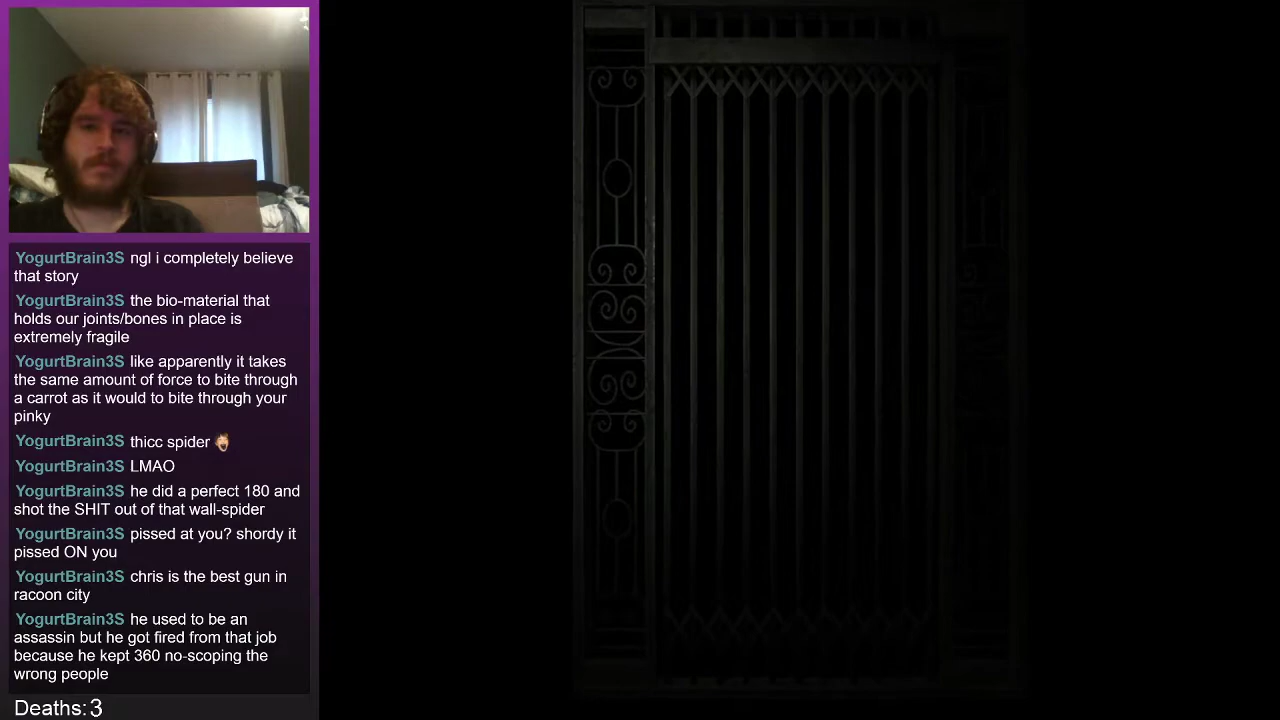 YogurtBrain3S ngl i completely believe
that story
YogurtBrain3S the bio-material that
holds our joints/bones in place is
extremely fragile
YogurtBrain3S like apparently it takes
the same amount of force to bite through
a carrot as it would to bite through your
pinky
YogurtBrain3S thicc spider
YogurtBrain3S LMAO
YogurtBrain3S he did a perfect 180 and
shot the SHIT out of that wall-spider
YogurtBrain3S pissed at you? shordy it
pissed ON you
YogurtBrain3S chris is the best gun in
racoon city
YogurtBrain3S he used to be an
assassin but he got fired from that job
because he kept 360 no-scoping the
wrong people
Deaths: 3